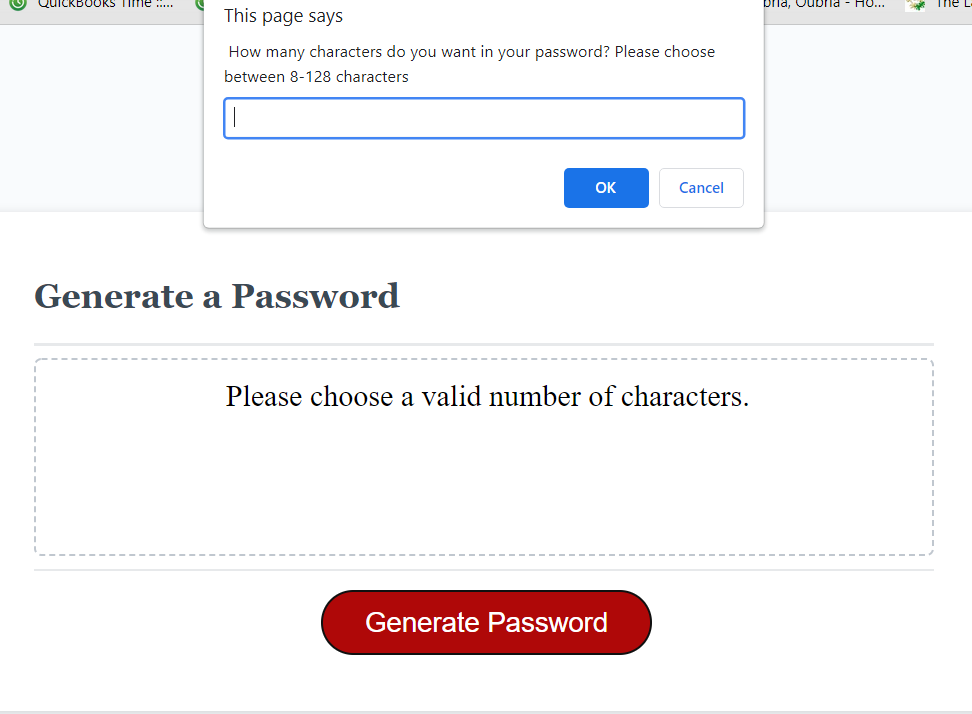 QuickBooks Time ::...
Oubria - Ho...
The
This page says
How many characters do you want in your password? Please choose
between 8-128 characters
OK
Cancel
Generate a Password
Please choose a valid number of characters.
Generate Password